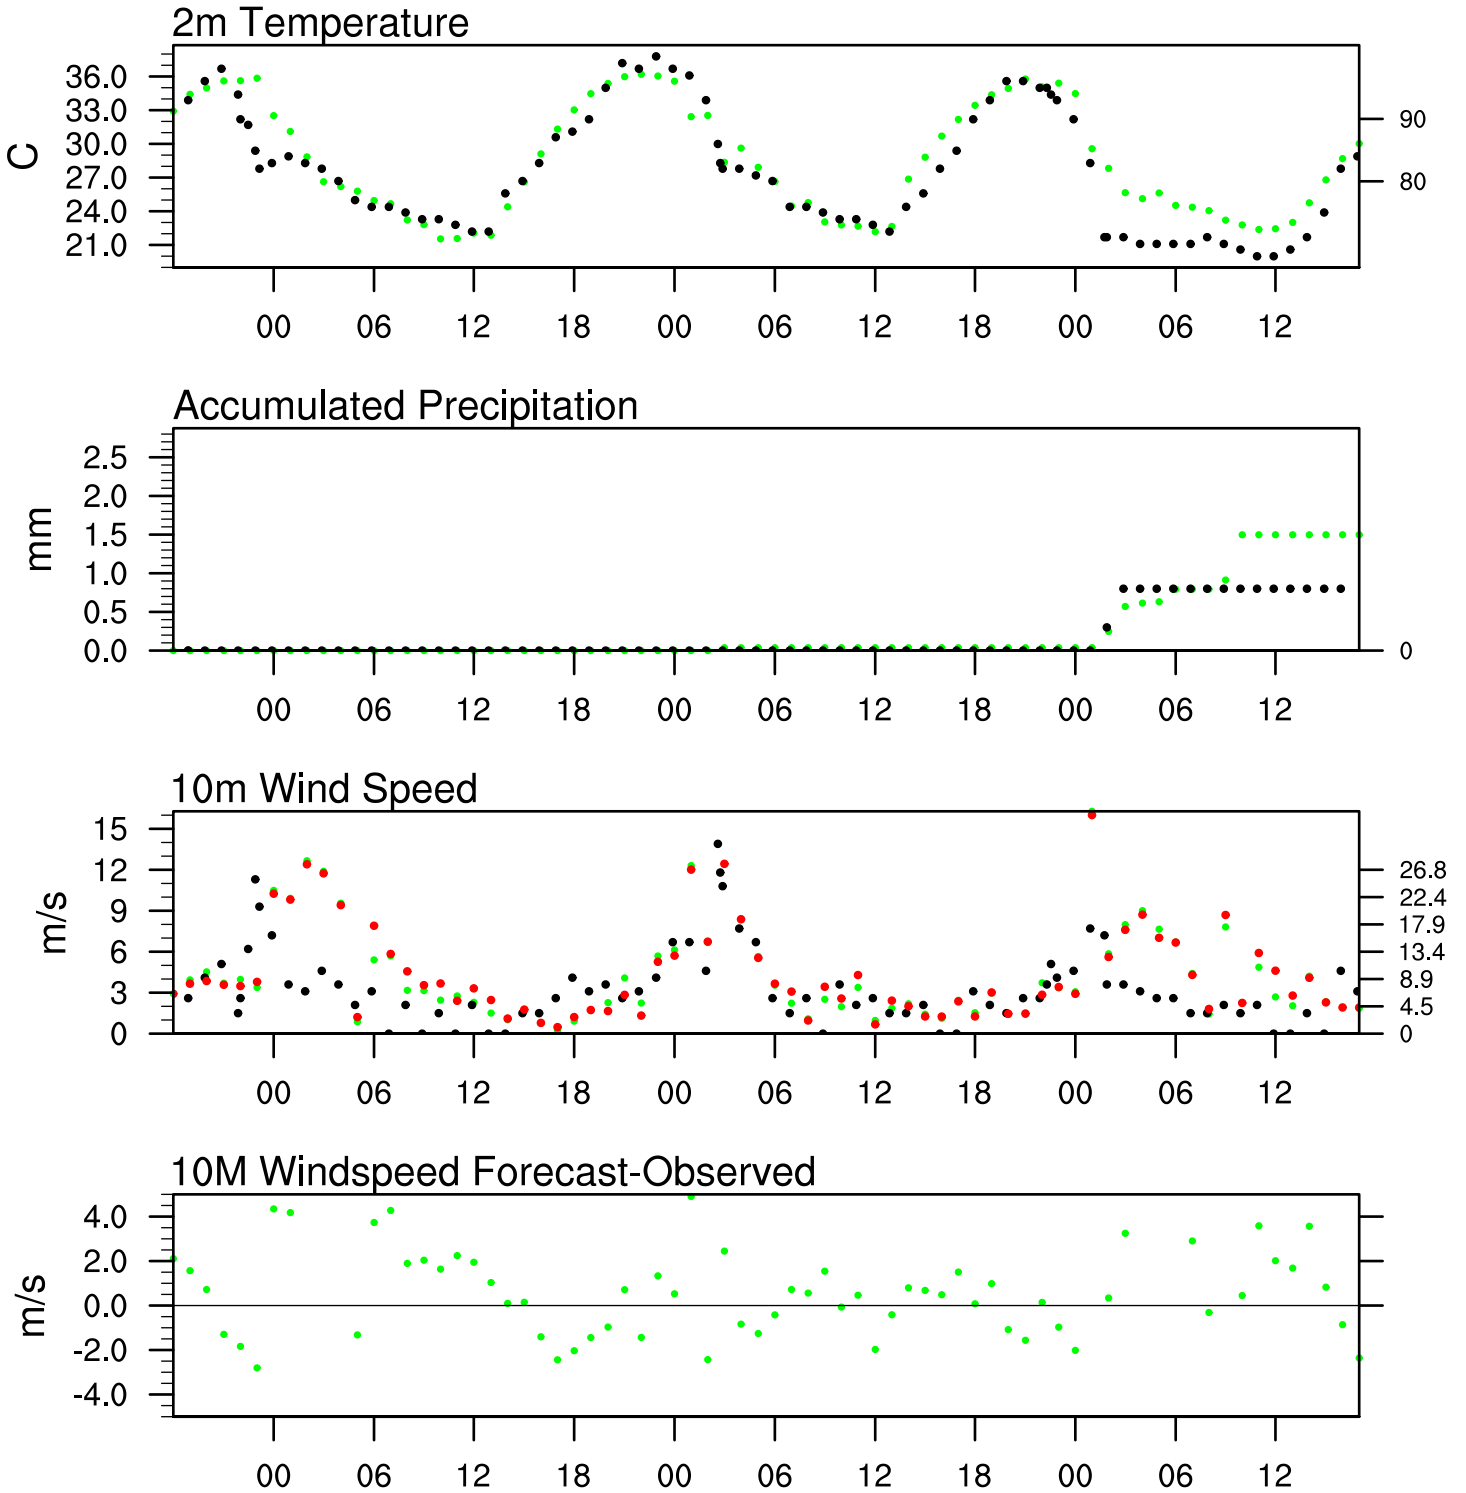 2m Temperature
36.0
33.0
30.0
27.0
24.0
21.0
C
90
80
00 06 12 18 00 06 12 18 00 06 12
Accumulated Precipitation
2.5
2.0
1.5
1.0
0.5
0.0
mm
0
00 06 12 18 00 06 12 18 00 06 12
10m Wind Speed
15
12
9
6
3
0
m/s
26.8
22.4
17.9
13.4
8.9
4.5
0
00 06 12 18 00 06 12 18 00 06 12
10M Windspeed Forecast-Observed
4.0
2.0
0.0
-2.0
-4.0
m/s
00 06 12 18 00 06 12 18 00 06 12